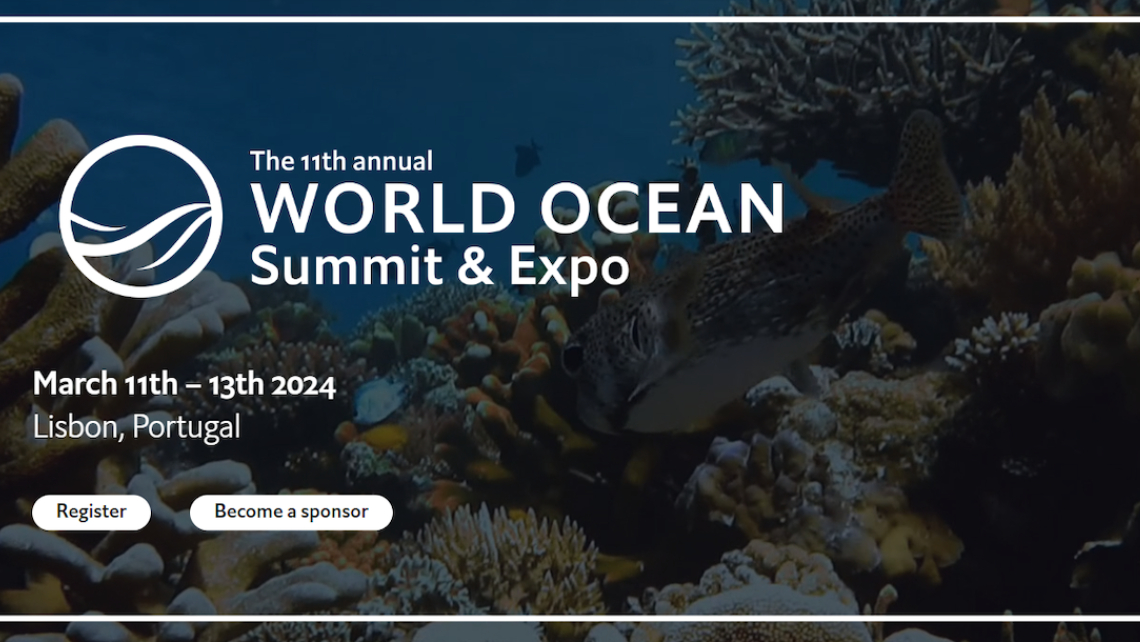 The 11th annual
WORLD OCEAN
Summit & Expo
March 11th – 13th 2024
Lisbon, Portugal
Register
Become a sponsor